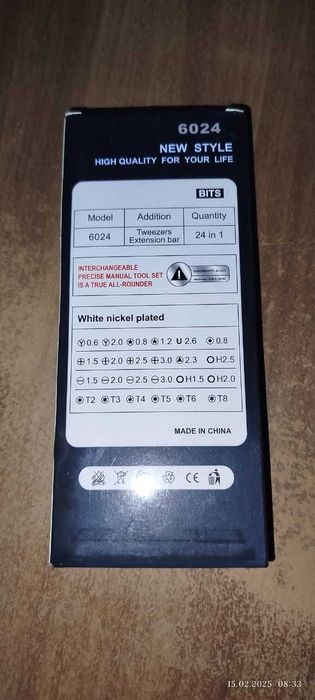 6024
NEW STYLE
HIGH QUALITY FOR YOUR LIFE
BITS
Model Addition Quantity
6024 Tweezers Extension bar 24 in 1
INTERCHANGEABLE
PRECISE MANUAL TOOL SET
IS A TRUE ALL-ROUNDER
White nickel plated
0.6 2.0 0.8 1.2 U 2.6 0.8
1.5 2.0 2.5 3.0 2.3 H2.5
1.5 2.0 2.5 3.0 H1.5 H2.0
T2 T3 T4 T5 T6 T8
MADE IN CHINA
CE
15.02.2025 08:33